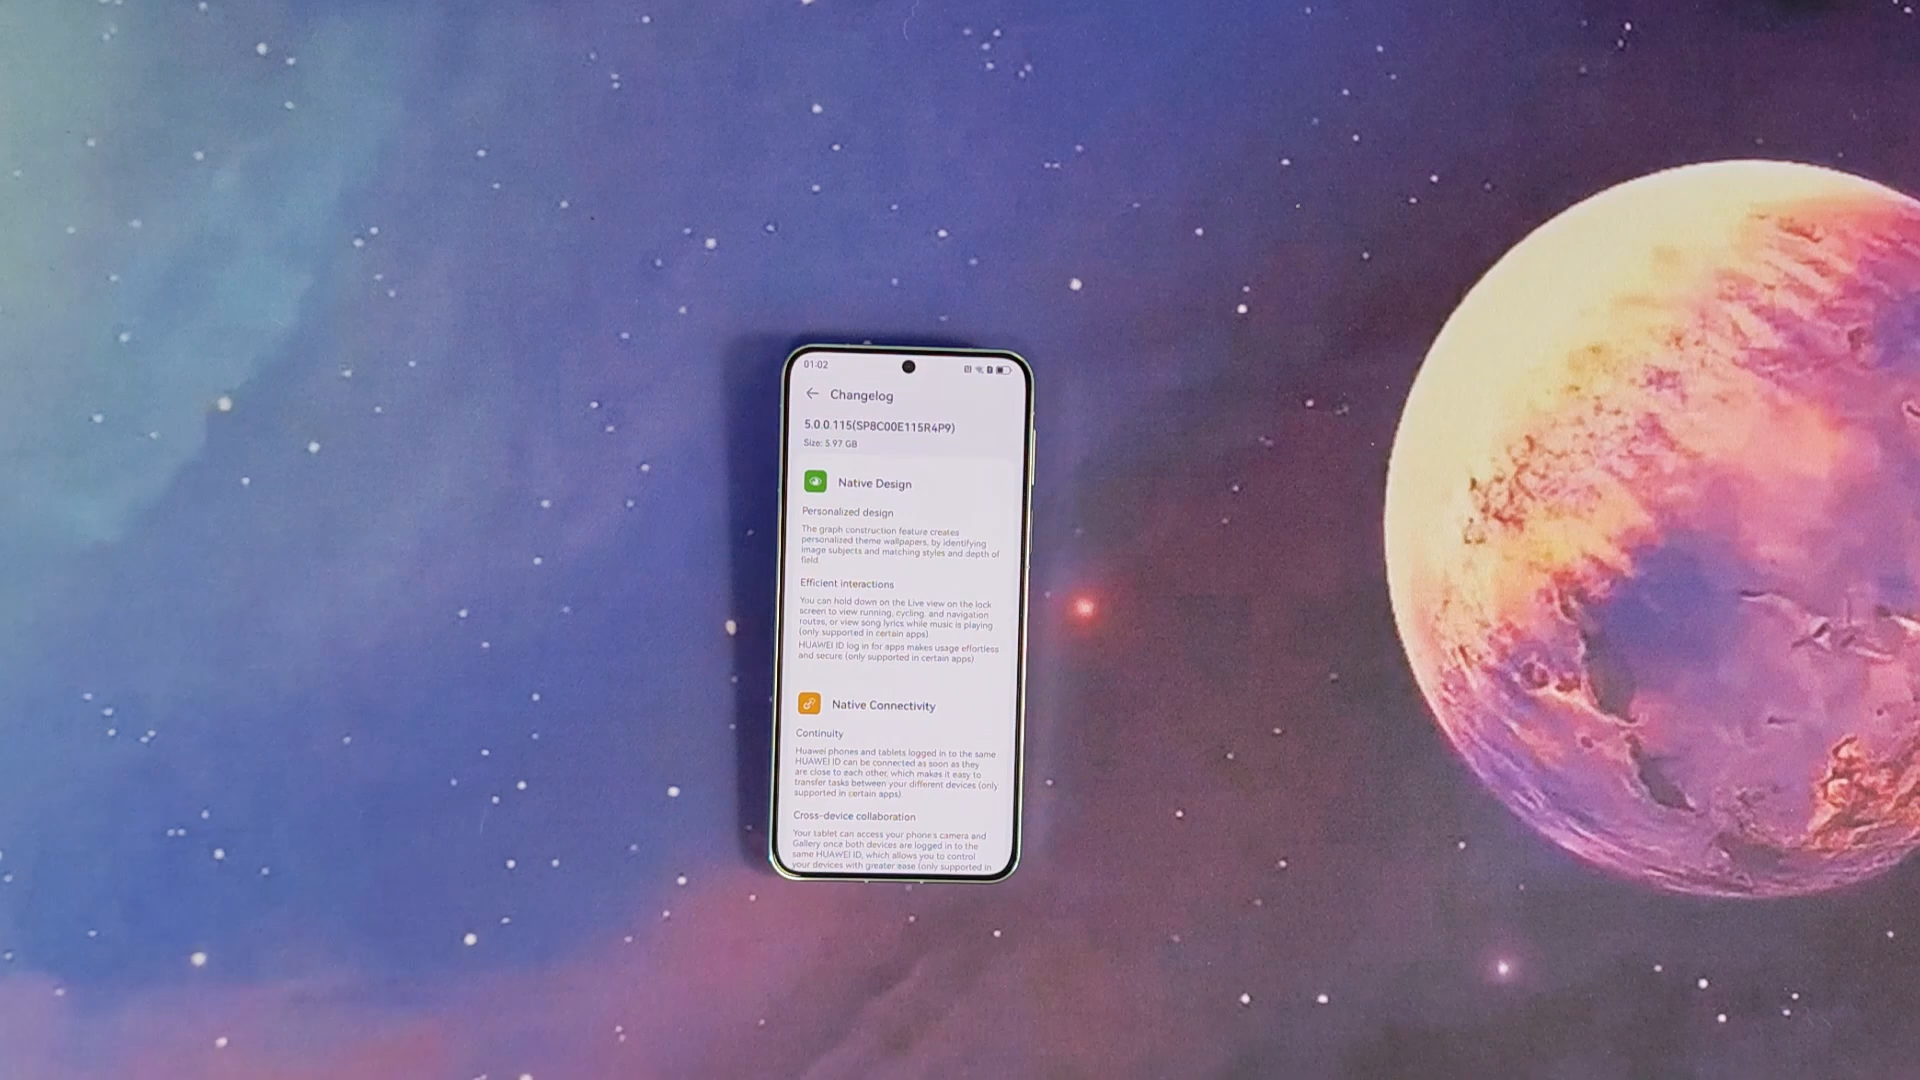 01:02
Changelog
5.0.0.115(SP8C00E115R4P9)
Size: 5.97 GB
Native Design
Personalized design
The graph construction feature creates
personalized theme wallpapers, by identifying
image subjects and matching styles and depth of
field.
Efficient interactions
You can hold down on the Live view on the lock
screen to view running, cycling, and navigation
routes, or view song lyrics while music is playing
(only supported in certain apps)
HUAWEI ID log in for apps makes usage effortless
and secure (only supported in certain apps)
Native Connectivity
Continuity
Huawei phones and tablets logged in to the same
HUAWEI ID can be connected as soon as they
are close to each other, which makes it easy to
transfer tasks between your different devices (only
supported in certain apps)
Cross-device collaboration
Your tablet can access your phone's camera and
Gallery once both devices are logged in to the
same HUAWEI ID, which allows you to control
your devices with greater ease (only supported in